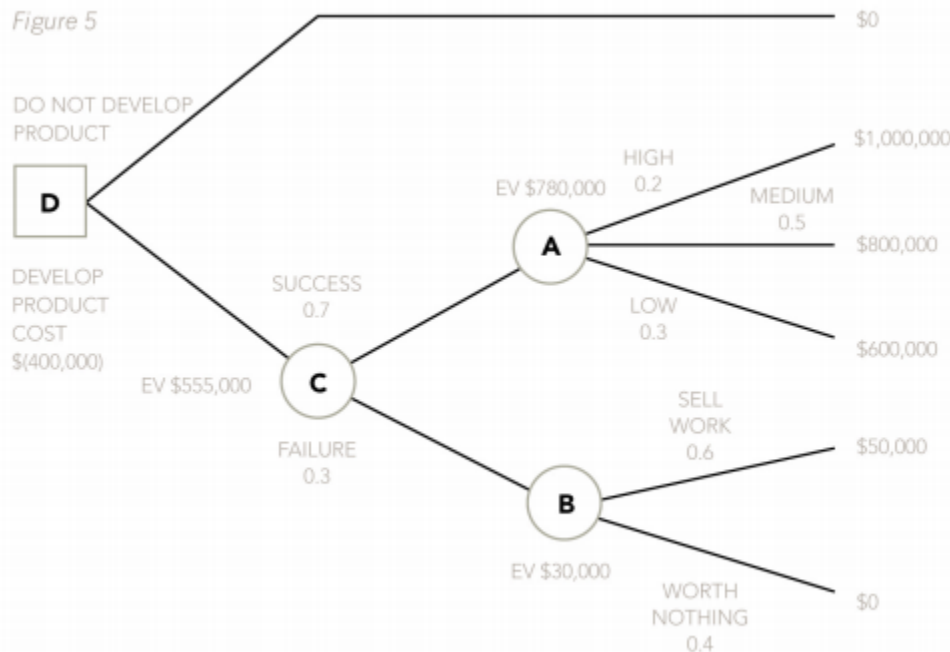 Figure 5
$0
DO NOT DEVELOP
PRODUCT
D
DEVELOP
PRODUCT
COST
$(400,000)
EV $555,000
C
SUCCESS
0.7
FAILURE
0.3
EV $780,000
A
HIGH
0.2
$1,000,000
MEDIUM
0.5
$800,000
LOW
0.3
$600,000
B
EV $30,000
SELL
WORK
0.6
$50,000
WORTH
NOTHING
0.4
$0